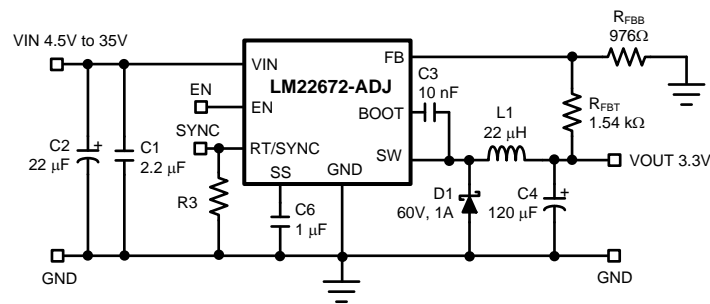 VIN 4.5V to 35V
VIN
LM22672-ADJ
FB
R_FBB
976Ω
EN
EN
C3
10 nF
BOOT
L1
22 μH
R_FBT
1.54 kΩ
SYNC
RT/SYNC
SW
VOUT 3.3V
C2
22 μF
+
C1
2.2 μF
SS
GND
R3
C6
1 μF
D1
60V, 1A
C4
120 μF
+
GND
GND